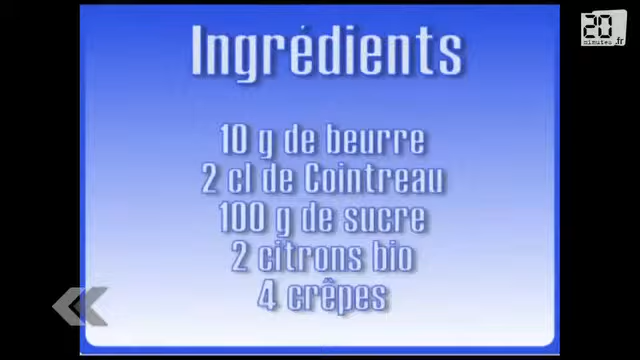 Ingrédients
20
minutes.fr
10 g de beurre
2 cl de Cointreau
100 g de sucre
2 citrons bio
4 crêpes